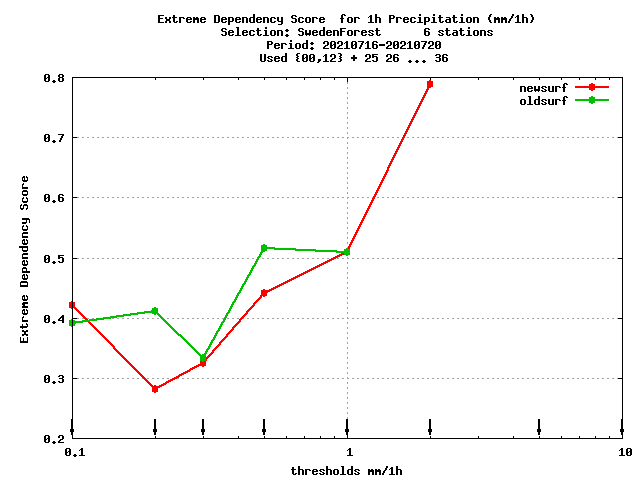 Extreme Dependency Score  for 1h Precipitation (mm/1h)
Selection: SwedenForest      6 stations
Period: 20210716-20210720
Used {00,12} + 25 26 ... 36
newsurf
oldsurf
0.8
0.7
0.6
0.5
0.4
0.3
0.2
Extreme Dependency Score
0.1 1 10
thresholds mm/1h